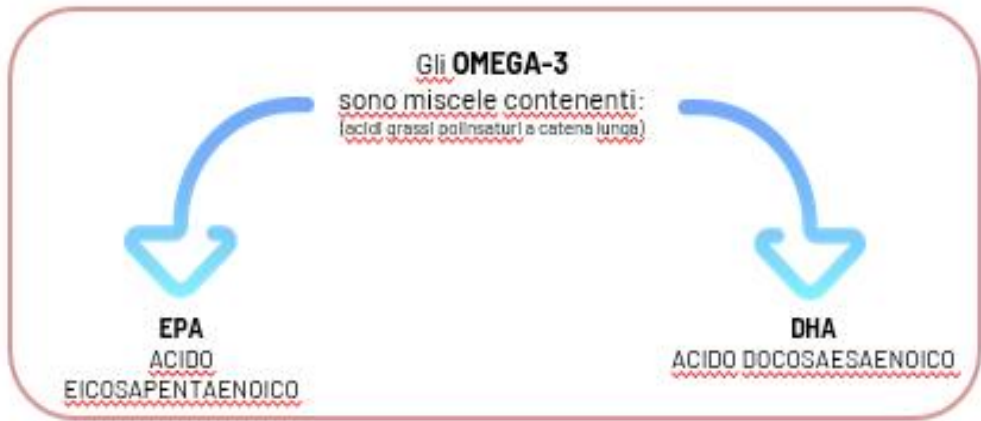 Gli OMEGA-3
sono miscele contenenti:
(acidi grassi polinsaturi a catena lunga)
EPA
ACIDO
EICOSAPENTAENOICO
DHA
ACIDO DOCOSAESAENOICO